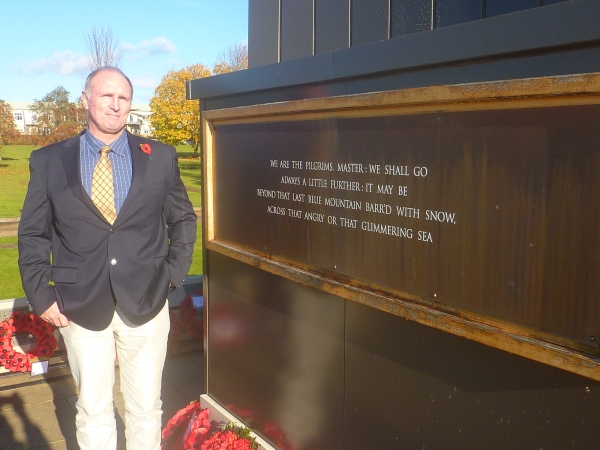 WE ARE THE PILGRIMS, MASTER: WE SHALL GO
ALWAYS A LITTLE FURTHER: IT MAY BE
BEYOND THAT LAST BLUE MOUNTAIN BARR'D WITH SNOW,
ACROSS THAT ANGRY OR THAT GLIMMERING SEA